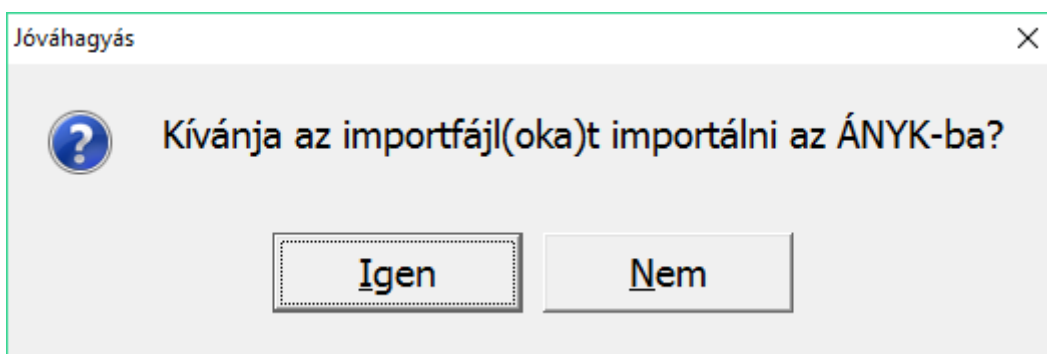 Jóváhagyás
Kívánja az importfájl(oka)t importálni az ÁNYK-ba?
Igen
Nem